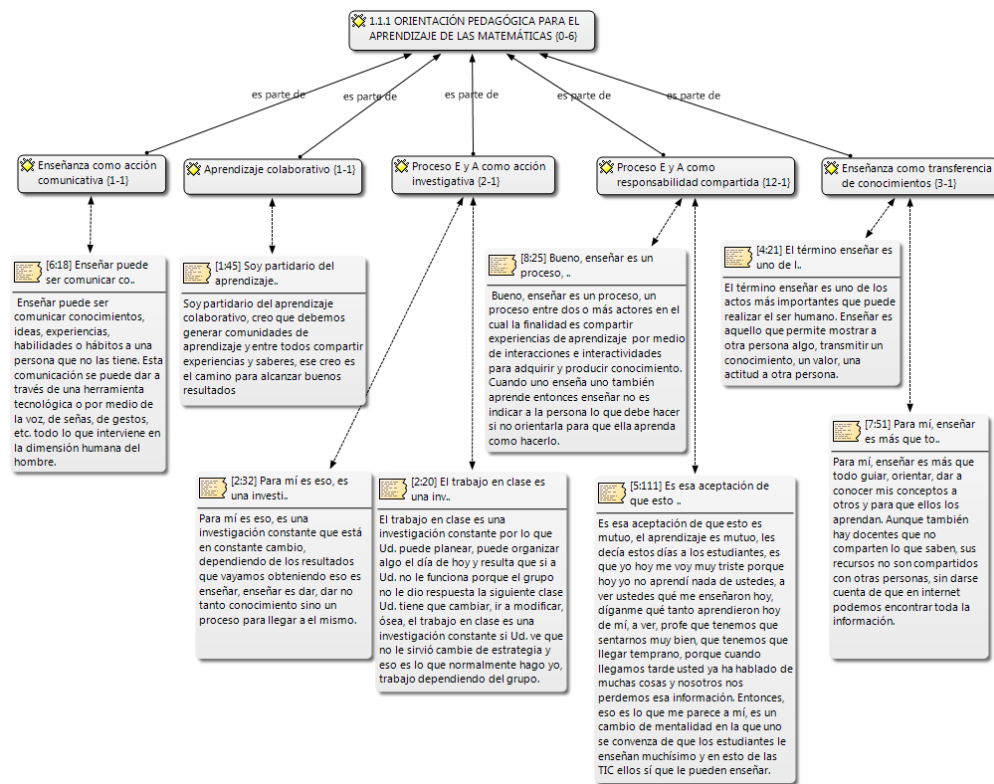 1.1.1 ORIENTACIÓN PEDAGÓGICA PARA EL
APRENDIZAJE DE LAS MATEMÁTICAS {0-6}
es parte de
es parte de
es parte de
es parte de
es parte de
Enseñanza como acción
comunicativa {1-1}
Aprendizaje colaborativo {1-1}
Proceso E y A como acción
investigativa {2-1}
Proceso E y A como
responsabilidad compartida {12-1}
Enseñanza como transferencia
de conocimientos {3-1}
[6:18] Enseñar puede
ser comunicar co..
Enseñar puede ser
comunicar conocimientos,
ideas, experiencias,
habilidades o hábitos a una
persona que no las tiene. Esta
comunicación se puede dar a
través de una herramienta
tecnológica o por medio de
la voz, de señas, de gestos,
etc. todo lo que interviene en
la dimensión humana del
hombre.
[1:45] Soy partidario del
aprendizaje..
Soy partidario del aprendizaje
colaborativo, creo que debemos
generar comunidades de
aprendizaje y entre todos compartir
experiencias y saberes, ese creo es
el camino para alcanzar buenos
resultados
[8:25] Bueno, enseñar es un
proceso, ..
Bueno, enseñar es un proceso, un
proceso entre dos o más actores en
el cual la finalidad es compartir
experiencias de aprendizaje por medio
de interacciones e interactividades
para adquirir y producir conocimiento.
Cuando uno enseña uno también
aprende entonces enseñar no es
indicar a la persona lo que debe hacer
si no orientarla para que ella aprenda
como hacerlo.
[4:21] El término enseñar es
uno de l..
El término enseñar es uno de los
actos más importantes que puede
realizar el ser humano. Enseñar es
aquello que permite mostrar a
otra persona algo, transmitir un
conocimiento, un valor, una
actitud a otra persona.
[2:32] Para mí es eso, es
una investi..
Para mí es eso, es una
investigación constante que está
en constante cambio,
dependiendo de los resultados
que vayamos obteniendo eso es
enseñar, enseñar es dar, dar no
tanto conocimiento sino un
proceso para llegar a el mismo.
[2:20] El trabajo en clase es
una inv..
El trabajo en clase es una
investigación constante por lo que
Ud. puede planear, puede organizar
algo el día de hoy y resulta que si a
Ud. no le funciona porque el grupo
no le dio respuesta la siguiente clase
Ud. tiene que cambiar, ir a modificar,
ósea, el trabajo en clase es una
investigación constante si Ud. ve que
no le sirvió cambie de estrategia y
eso es lo que normalmente hago yo,
trabajo dependiendo del grupo.
[5:111] Es esa aceptación de
que esto ..
Es esa aceptación de que esto es
mutuo, el aprendizaje es mutuo, les
decía estos días a los estudiantes, es
que yo hoy me voy muy triste porque
hoy yo no aprendí nada de ustedes, a
ver ustedes qué me enseñaron hoy,
díganme qué tanto aprendieron hoy
de mí, a ver, profe que tenemos que
sentarnos muy bien, que tenemos que
llegar temprano, porque cuando
llegamos tarde usted ya ha hablado de
muchas cosas y nosotros nos
perdemos esa información. Entonces,
eso es lo que me parece a mí, es un
cambio de mentalidad en la que uno
se convenza de que los estudiantes le
enseñan muchísimo y en esto de las
TIC ellos sí que le pueden enseñar.
[7:51] Para mí, enseñar
es más que to..
Para mí, enseñar es más que
todo guiar, orientar, dar a
conocer mis conceptos a
otros y para que ellos los
aprendan. Aunque también
hay docentes que no
comparten lo que saben, sus
recursos no son compartidos
con otras personas, sin darse
cuenta de que en internet
podemos encontrar toda la
información.